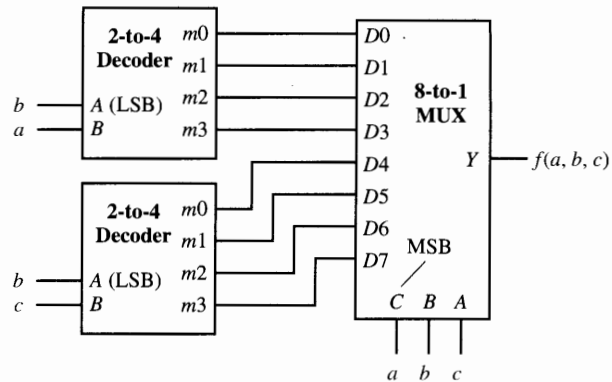 2-to-4
Decoder
m0
m1
m2
m3
b
A (LSB)
a
B
2-to-4
Decoder
m0
m1
m2
m3
b
A (LSB)
c
B
D0
D1
D2
D3
D4
D5
D6
D7
8-to-1
MUX
Y
f(a, b, c)
MSB
C B A
a b c